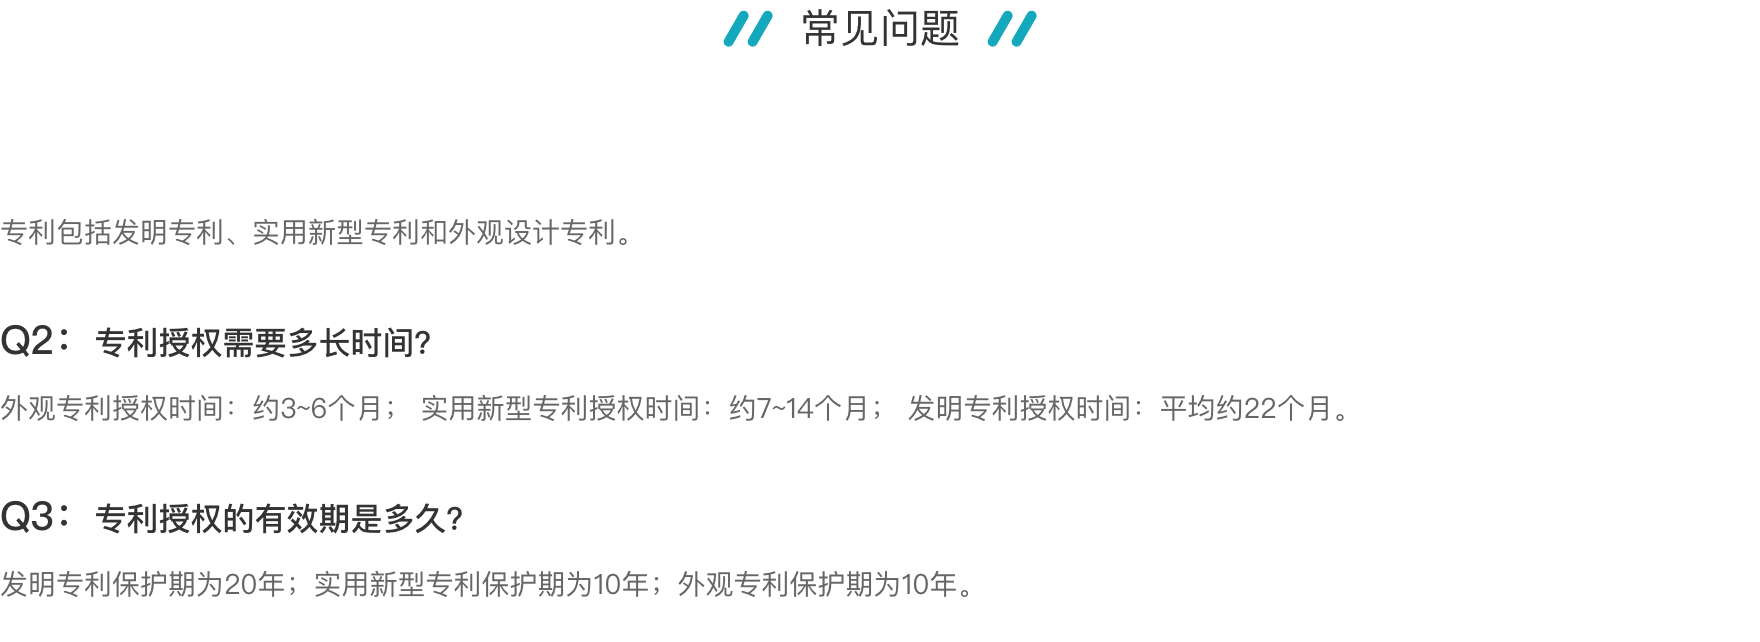 常见问题
专利包括发明专利、实用新型专利和外观设计专利。
Q2：专利授权需要多长时间?
外观专利授权时间：约3~6个月； 实用新型专利授权时间：约7~14个月； 发明专利授权时间：平均约22个月。
Q3：专利授权的有效期是多久?
发明专利保护期为20年；实用新型专利保护期为10年；外观专利保护期为10年。